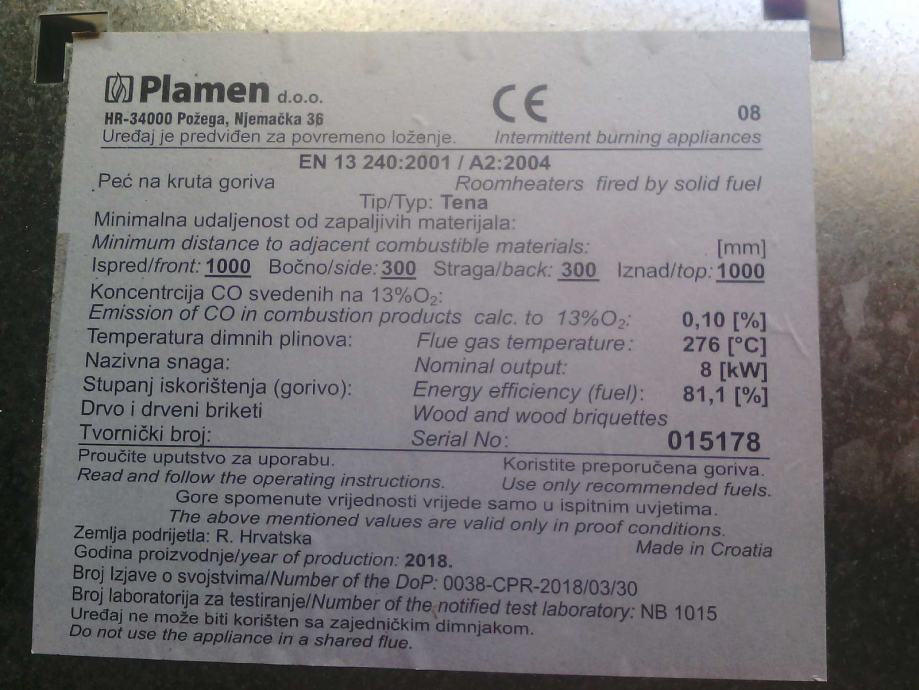 Plamen d.o.o.
CE
08
HR-34000 Požega, Njemačka 36
Uređaj je predviđen za povremeno loženje. Intermittent burning appliances
EN 13 240:2001 / A2:2004
Peć na kruta goriva Roomheaters fired by solid fuel
Tip/Typ: Tena
Minimalna udaljenost od zapaljivih materijala:
Minimum distance to adjacent combustible materials: [mm]
Ispred/front: 1000 Bočno/side: 300 Straga/back: 300 Iznad/top: 1000
Koncentrcija CO svedenih na 13%O₂:
Emission of CO in combustion products calc. to 13%O₂: 0,10 [%]
Temperatura dimnih plinova: Flue gas temperature: 276 [°C]
Nazivna snaga: Nominal output: 8 [kW]
Stupanj iskorištenja (gorivo): Energy efficiency (fuel): 81,1 [%]
Drvo i drveni briketi Wood and wood briquettes
Tvornički broj: Serial No: 015178
Proučite uputstvo za uporabu. Koristite preporučena goriva.
Read and follow the operating instructions. Use only recommended fuels.
Gore spomenute vrijednosti vrijede samo u ispitnim uvjetima.
The above mentioned values are valid only in proof conditions.
Zemlja podrijetla: R. Hrvatska Made in Croatia
Godina proizvodnje/year of production: 2018.
Broj Izjave o svojstvima/Number of the DoP: 0038-CPR-2018/03/30
Broj laboratorija za testiranje/Number of the notified test laboratory: NB 1015
Uređaj ne može biti korišten sa zajedničkim dimnjakom.
Do not use the appliance in a shared flue.